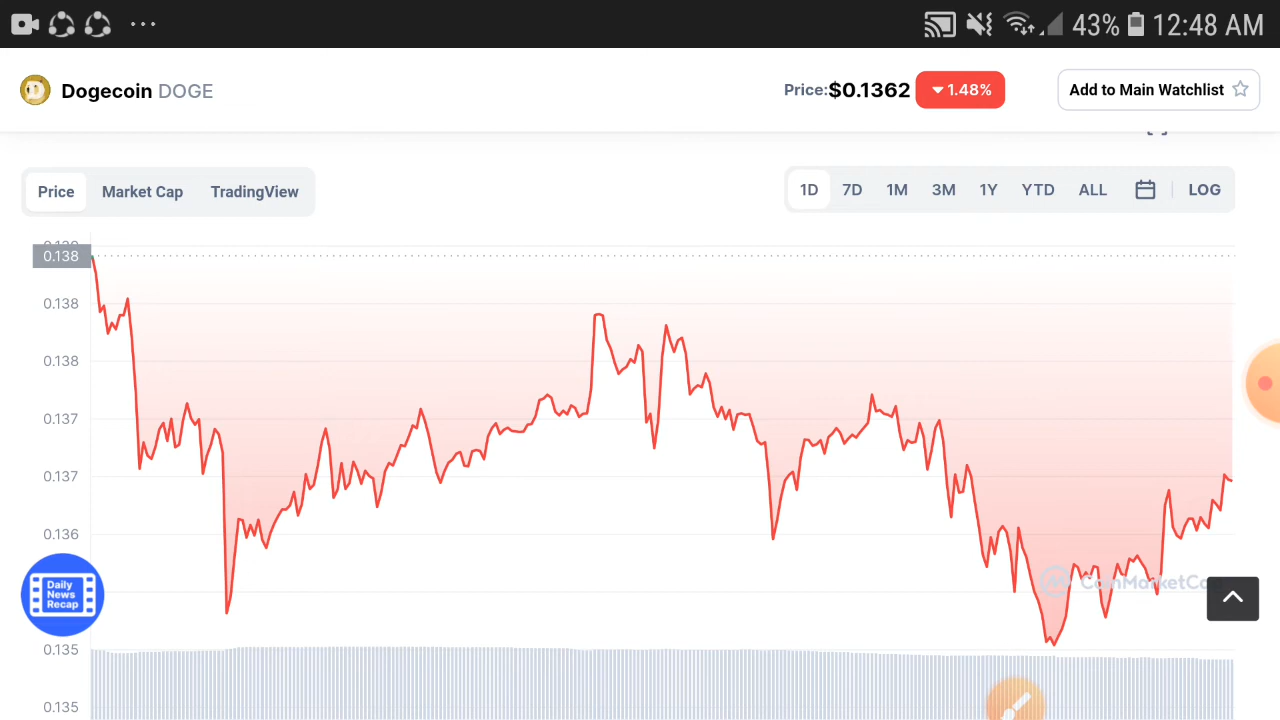 43% 12:48 AM
Dogecoin DOGE
Price:$0.1362 1.48%
Add to Main Watchlist
Price Market Cap TradingView
1D 7D 1M 3M 1Y YTD ALL LOG
0.138
0.138
0.138
0.137
0.137
0.136
Daily
News
Recap
0.135
0.135